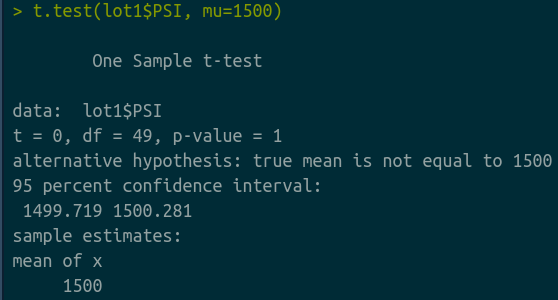 > t.test(lot1$PSI, mu=1500)
One Sample t-test
data:  lot1$PSI
t = 0, df = 49, p-value = 1
alternative hypothesis: true mean is not equal to 1500
95 percent confidence interval:
1499.719 1500.281
sample estimates:
mean of x
1500